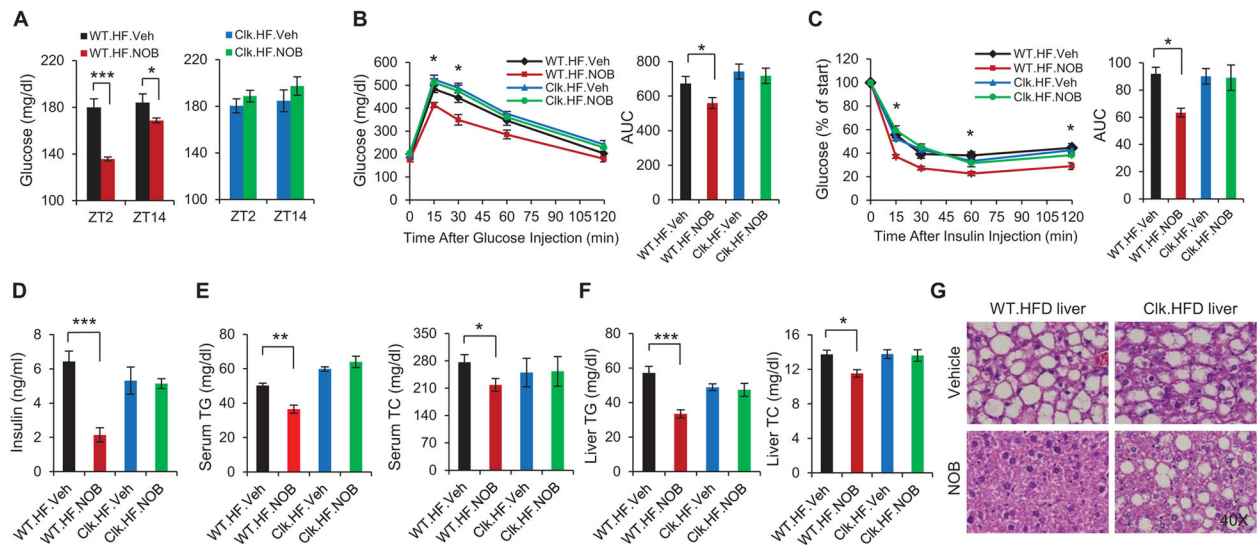 A
WT.HF.Veh
WT.HF.NOB
Clk.HF.Veh
Clk.HF.NOB
Glucose (mg/dl)
220
180
140
100
***
*
ZT2
ZT14
220
180
140
100
ZT2
ZT14
B
Glucose (mg/dl)
600
500
400
300
200
100
0
*
*
0
15
30
45
60
75
90
105
120
Time After Glucose Injection (min)
WT.HF.Veh
WT.HF.NOB
Clk.HF.Veh
Clk.HF.NOB
AUC
800
600
400
200
0
*
WT.HF.Veh
WT.HF.NOB
Clk.HF.Veh
Clk.HF.NOB
C
Glucose (% of start)
120
100
80
60
40
20
0
*
*
*
0
15
30
45
60
75
90
105
120
Time After Insulin Injection (min)
WT.HF.Veh
WT.HF.NOB
Clk.HF.Veh
Clk.HF.NOB
AUC
100
80
60
40
20
0
*
WT.HF.Veh
WT.HF.NOB
Clk.HF.Veh
Clk.HF.NOB
D
Insulin (ng/ml)
8
6
4
2
0
***
WT.HF.Veh
WT.HF.NOB
Clk.HF.Veh
Clk.HF.NOB
E
Serum TG (mg/dl)
80
60
40
20
0
**
WT.HF.Veh
WT.HF.NOB
Clk.HF.Veh
Clk.HF.NOB
Serum TC (mg/dl)
350
280
210
140
70
0
*
WT.HF.Veh
WT.HF.NOB
Clk.HF.Veh
Clk.HF.NOB
F
Liver TG (mg/dl)
80
60
40
20
0
***
WT.HF.Veh
WT.HF.NOB
Clk.HF.Veh
Clk.HF.NOB
Liver TC (mg/dl)
16
12
8
4
0
*
WT.HF.Veh
WT.HF.NOB
Clk.HF.Veh
Clk.HF.NOB
G
WT.HFD liver
Clk.HFD liver
Vehicle
NOB
40X